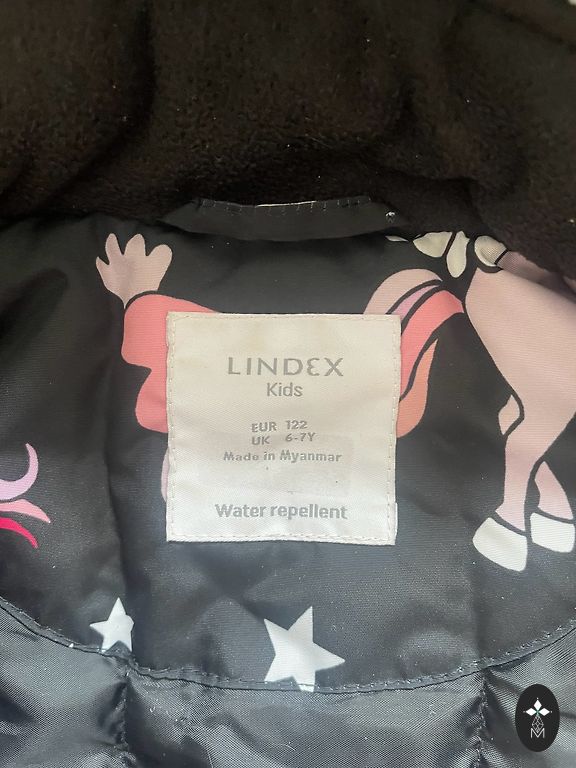 LINDEX
Kids
EUR 122
UK 6-7Y
Made in Myanmar
Water repellent
M